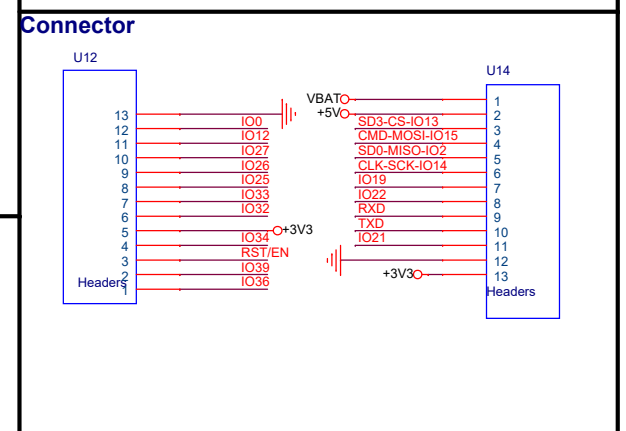 Connector
U12
13
12
11
10
9
8
7
6
5
4
3
2
1
Headers
IO0
IO12
IO27
IO26
IO25
IO33
IO32
+3V3
IO34
RST/EN
IO39
IO36
U14
VBAT
+5V
SD3-CS-IO13
CMD-MOSI-IO15
SD0-MISO-IO2
CLK-SCK-IO14
IO19
IO22
RXD
TXD
IO21
+3V3
1
2
3
4
5
6
7
8
9
10
11
12
13
Headers